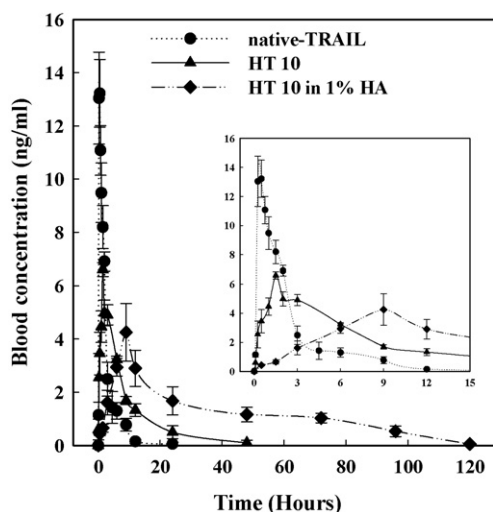 16
14
12
10
8
6
4
2
0
Blood concentration (ng/ml)
native-TRAIL
HT 10
HT 10 in 1% HA
16
14
12
10
8
6
4
2
0
0 3 6 9 12 15
0 20 40 60 80 100 120
Time (Hours)